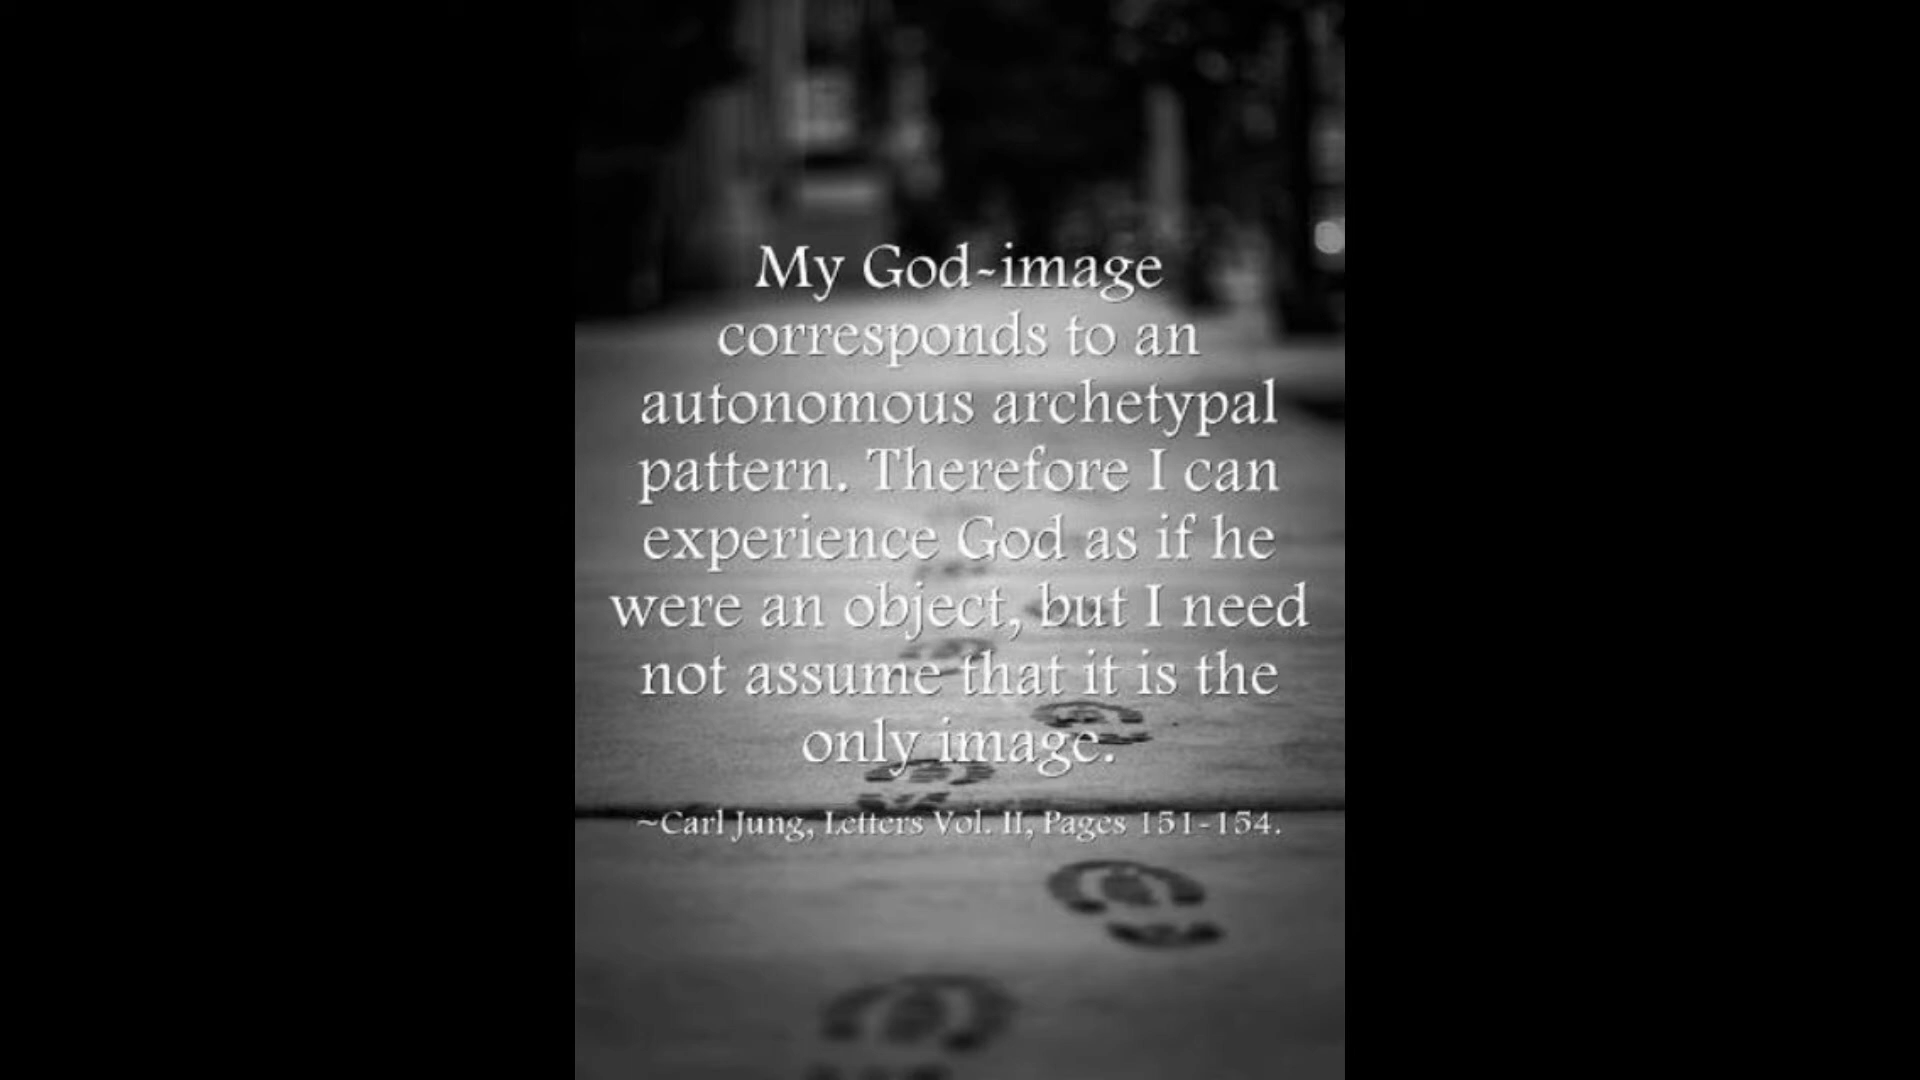 My God-image
corresponds to an
autonomous archetypal
pattern. Therefore I can
experience God as if he
were an object, but I need
not assume that it is the
only image.
~Carl Jung, Letters Vol. II, Pages 151-154.